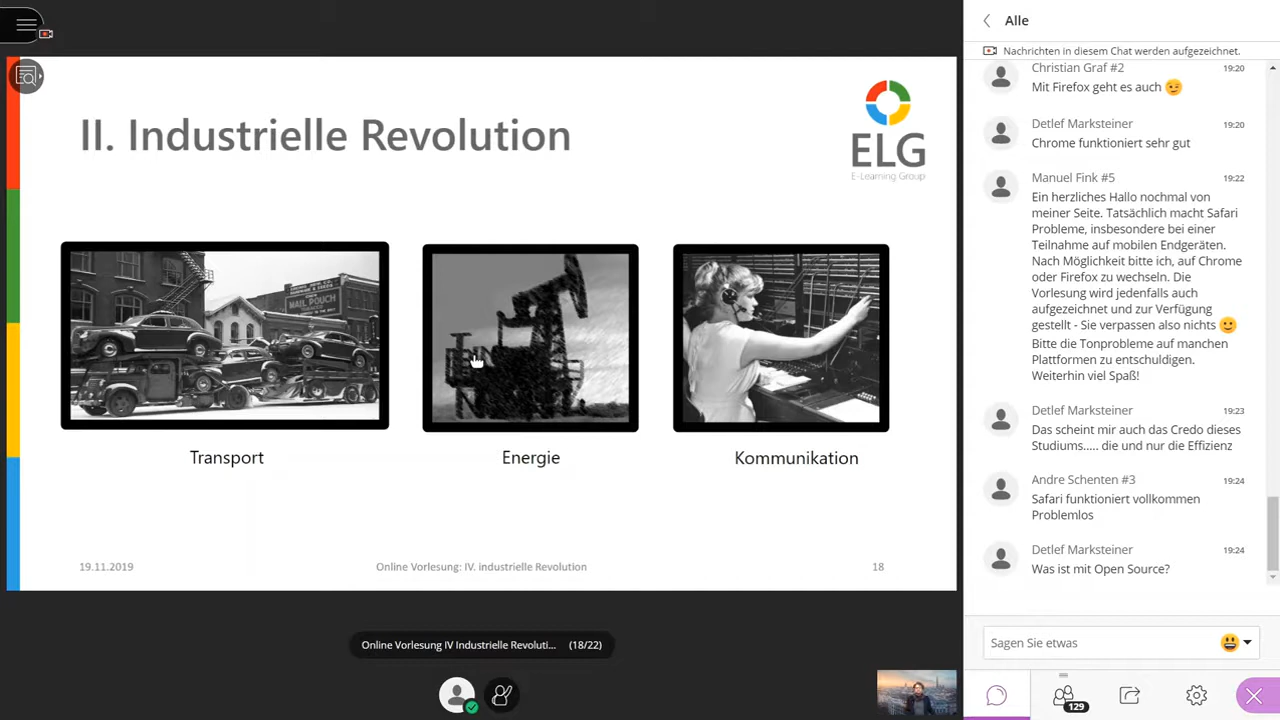 II. Industrielle Revolution
ELG
E-Learning Group
MAIL POUCH
Transport
Energie
Kommunikation
19.11.2019
Online Vorlesung: IV. industrielle Revolution
18
Online Vorlesung IV Industrielle Revoluti... (18/22)
Alle
Nachrichten in diesem Chat werden aufgezeichnet.
Christian Graf #2 19:20
Mit Firefox geht es auch 😉
Detlef Marksteiner 19:20
Chrome funktioniert sehr gut
Manuel Fink #5 19:22
Ein herzliches Hallo nochmal von
meiner Seite. Tatsächlich macht Safari
Probleme, insbesondere bei einer
Teilnahme auf mobilen Endgeräten.
Nach Möglichkeit bitte ich, auf Chrome
oder Firefox zu wechseln. Die
Vorlesung wird jedenfalls auch
aufgezeichnet und zur Verfügung
gestellt - Sie verpassen also nichts 🙂
Bitte die Tonprobleme auf manchen
Plattformen zu entschuldigen.
Weiterhin viel Spaß!
Detlef Marksteiner 19:23
Das scheint mir auch das Credo dieses
Studiums..... die und nur die Effizienz
Andre Schenten #3 19:24
Safari funktioniert vollkommen
Problemlos
Detlef Marksteiner 19:24
Was ist mit Open Source?
Sagen Sie etwas
129